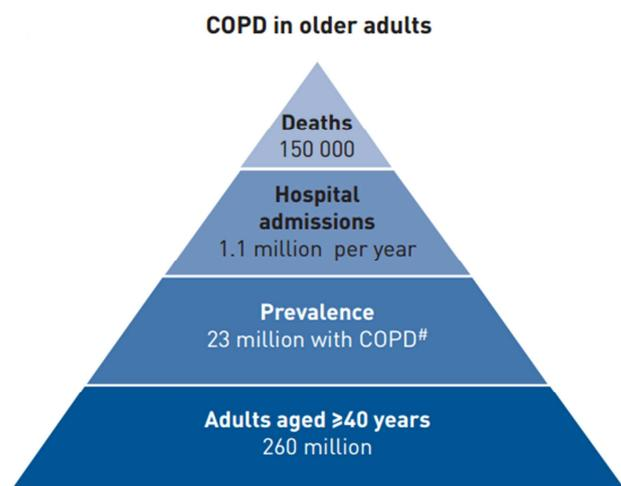 COPD in older adults
Deaths
150 000
Hospital
admissions
1.1 million per year
Prevalence
23 million with COPD#
Adults aged ≥40 years
260 million